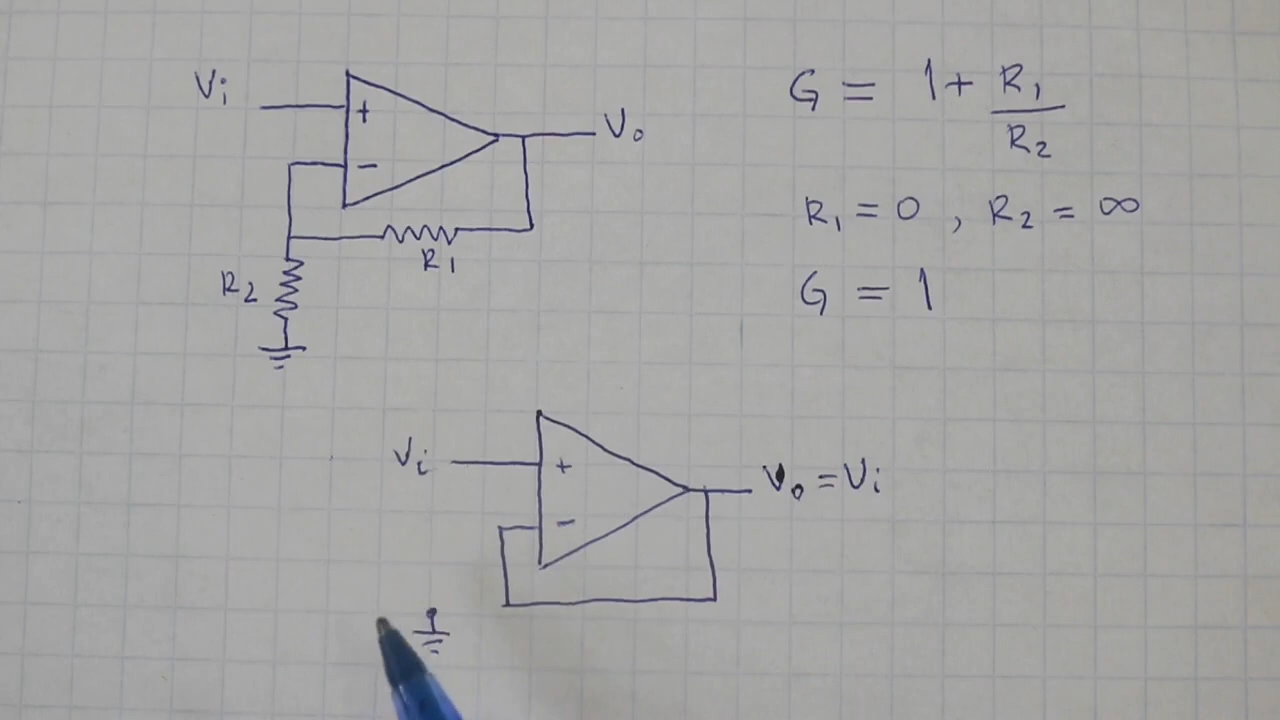 Vi
+
−
Vo
R1
R2
G = 1 + R1/R2
R1 = 0 , R2 = ∞
G = 1
Vi
+
−
Vo = Vi